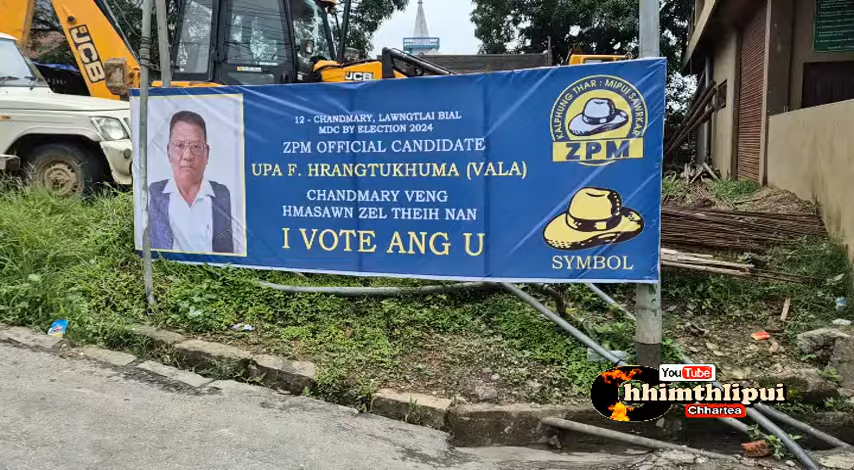 JCB
JCB
12 - CHANDMARY, LAWNGTLAI BIAL
MDC BY ELECTION 2024
ZPM OFFICIAL CANDIDATE
UPA F. HRANGTUKHUMA (VALA)
CHANDMARY VENG
HMASAWN ZEL THEIH NAN
I VOTE ANG U
KALPHUNG THAR : MIPUI SAWRKAR
ZPM
SYMBOL
YouTube
hhimthlipui
Chhartea